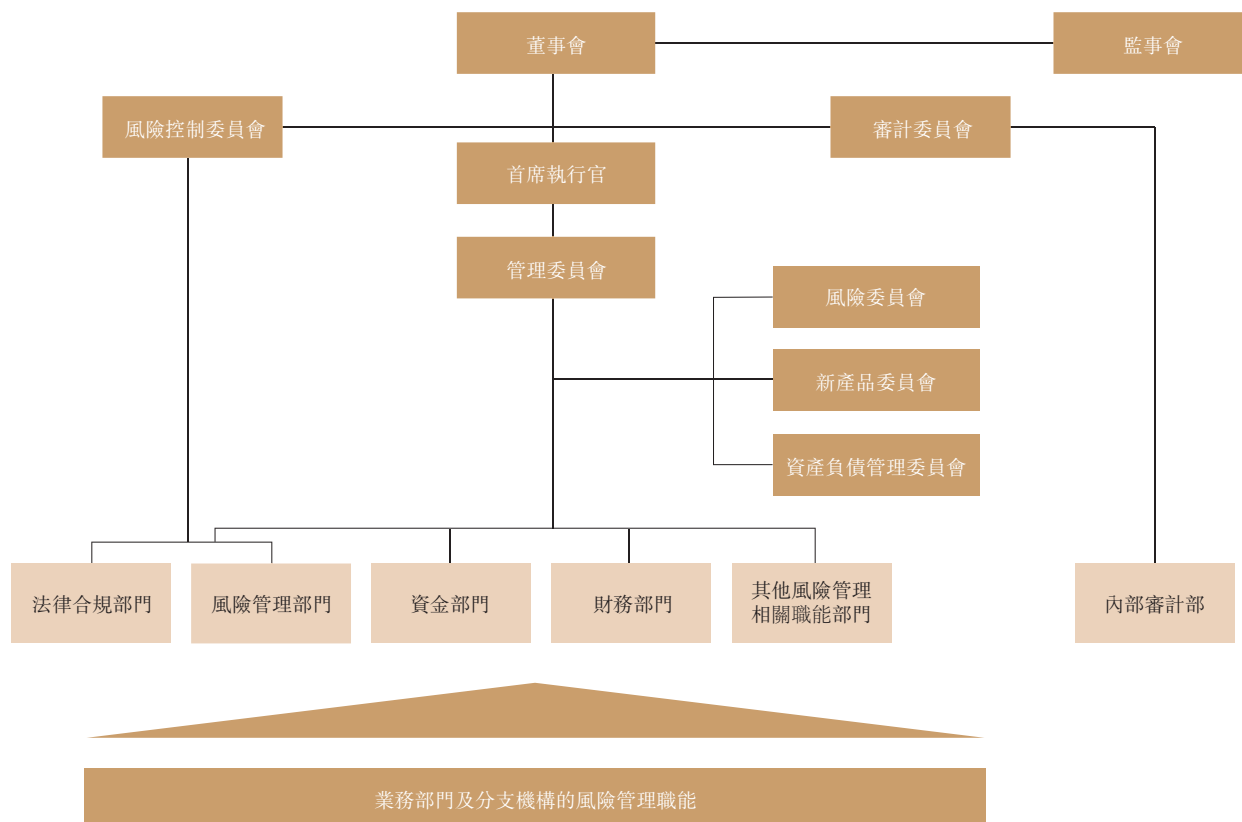 董事會
監事會
風險控制委員會
審計委員會
首席執行官
管理委員會
風險委員會
新產品委員會
資產負債管理委員會
法律合規部門
風險管理部門
資金部門
財務部門
其他風險管理
相關職能部門
內部審計部
業務部門及分支機構的風險管理職能